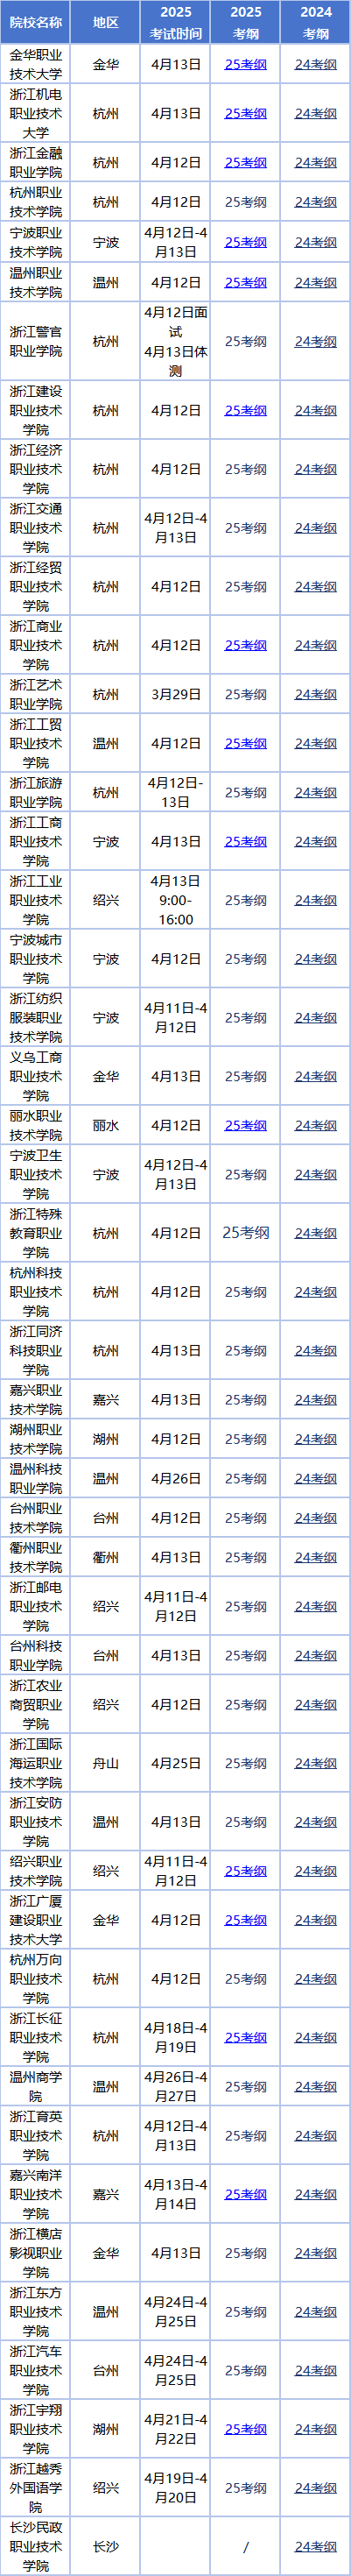 院校名称 地区 2025 2025 2024
考试时间 考纲 考纲
金华职业
技术大学 金华 4月13日 25考纲 24考纲
浙江机电
职业技术 杭州 4月13日 25考纲 24考纲
大学
浙江金融
职业学院 杭州 4月12日 25考纲 24考纲
杭州职业
技术学院 杭州 4月12日 25考纲 24考纲
宁波职业 4月12日-4
技术学院 宁波 月13日 25考纲 24考纲
温州职业
技术学院 温州 4月12日 25考纲 24考纲
4月12日面
浙江警官 试
职业学院 杭州 4月13日体 25考纲 24考纲
测
浙江建设
职业技术 杭州 4月12日 25考纲 24考纲
学院
浙江经济
职业技术 杭州 4月12日 25考纲 24考纲
学院
浙江交通 4月12日-4
职业技术 杭州 月13日 25考纲 24考纲
学院
浙江经贸
职业技术 杭州 4月12日 25考纲 24考纲
学院
浙江商业
职业技术 杭州 4月12日 25考纲 24考纲
学院
浙江艺术
职业学院 杭州 3月29日 25考纲 24考纲
浙江工贸
职业技术 温州 4月12日 25考纲 24考纲
学院
浙江旅游 4月12日-
职业学院 杭州 13日 25考纲 24考纲
浙江工商
职业技术 宁波 4月13日 25考纲 24考纲
学院
浙江工业 4月13日
职业技术 绍兴 9:00- 25考纲 24考纲
学院 16:00
宁波城市
职业技术 宁波 4月12日 25考纲 24考纲
学院
浙江纺织 4月11日-4
服装职业 宁波 月12日 25考纲 24考纲
技术学院
义乌工商
职业技术 金华 4月13日 25考纲 24考纲
学院
丽水职业
技术学院 丽水 4月12日 25考纲 24考纲
宁波卫生 4月12日-4
职业技术 宁波 月13日 25考纲 24考纲
学院
浙江特殊
教育职业 杭州 4月12日 25考纲 24考纲
学院
杭州科技
职业技术 杭州 4月12日 25考纲 24考纲
学院
浙江同济
科技职业 杭州 4月13日 25考纲 24考纲
学院
嘉兴职业
技术学院 嘉兴 4月13日 25考纲 24考纲
湖州职业
技术学院 湖州 4月12日 25考纲 24考纲
温州科技
职业学院 温州 4月26日 25考纲 24考纲
台州职业
技术学院 台州 4月12日 25考纲 24考纲
衢州职业
技术学院 衢州 4月13日 25考纲 24考纲
浙江邮电 4月11日-4
职业技术 绍兴 月12日 25考纲 24考纲
学院
台州科技
职业学院 台州 4月13日 25考纲 24考纲
浙江农业
商贸职业 绍兴 4月12日 25考纲 24考纲
学院
浙江国际
海运职业 舟山 4月25日 25考纲 24考纲
技术学院
浙江安防
职业技术 温州 4月13日 25考纲 24考纲
学院
绍兴职业 4月11日-4
技术学院 绍兴 月12日 25考纲 24考纲
浙江广厦
建设职业 金华 4月12日 25考纲 24考纲
技术大学
杭州万向
职业技术 杭州 4月12日 25考纲 24考纲
学院
浙江长征 4月18日-4
职业技术 杭州 月19日 25考纲 24考纲
学院
温州商学 4月26日-4
院 温州 月27日 25考纲 24考纲
浙江育英 4月12日-4
职业技术 杭州 月13日 25考纲 24考纲
学院
嘉兴南洋 4月13日-4
职业技术 嘉兴 月14日 25考纲 24考纲
学院
浙江横店
影视职业 金华 4月13日 25考纲 24考纲
学院
浙江东方 4月24日-4
职业技术 温州 月25日 25考纲 24考纲
学院
浙江汽车 4月24日-4
职业技术 台州 月25日 25考纲 24考纲
学院
浙江宇翔 4月21日-4
职业技术 湖州 月22日 25考纲 24考纲
学院
浙江越秀 4月19日-4
外国语学 绍兴 月20日 25考纲 24考纲
院
长沙民政
职业技术 长沙 / 24考纲
学院